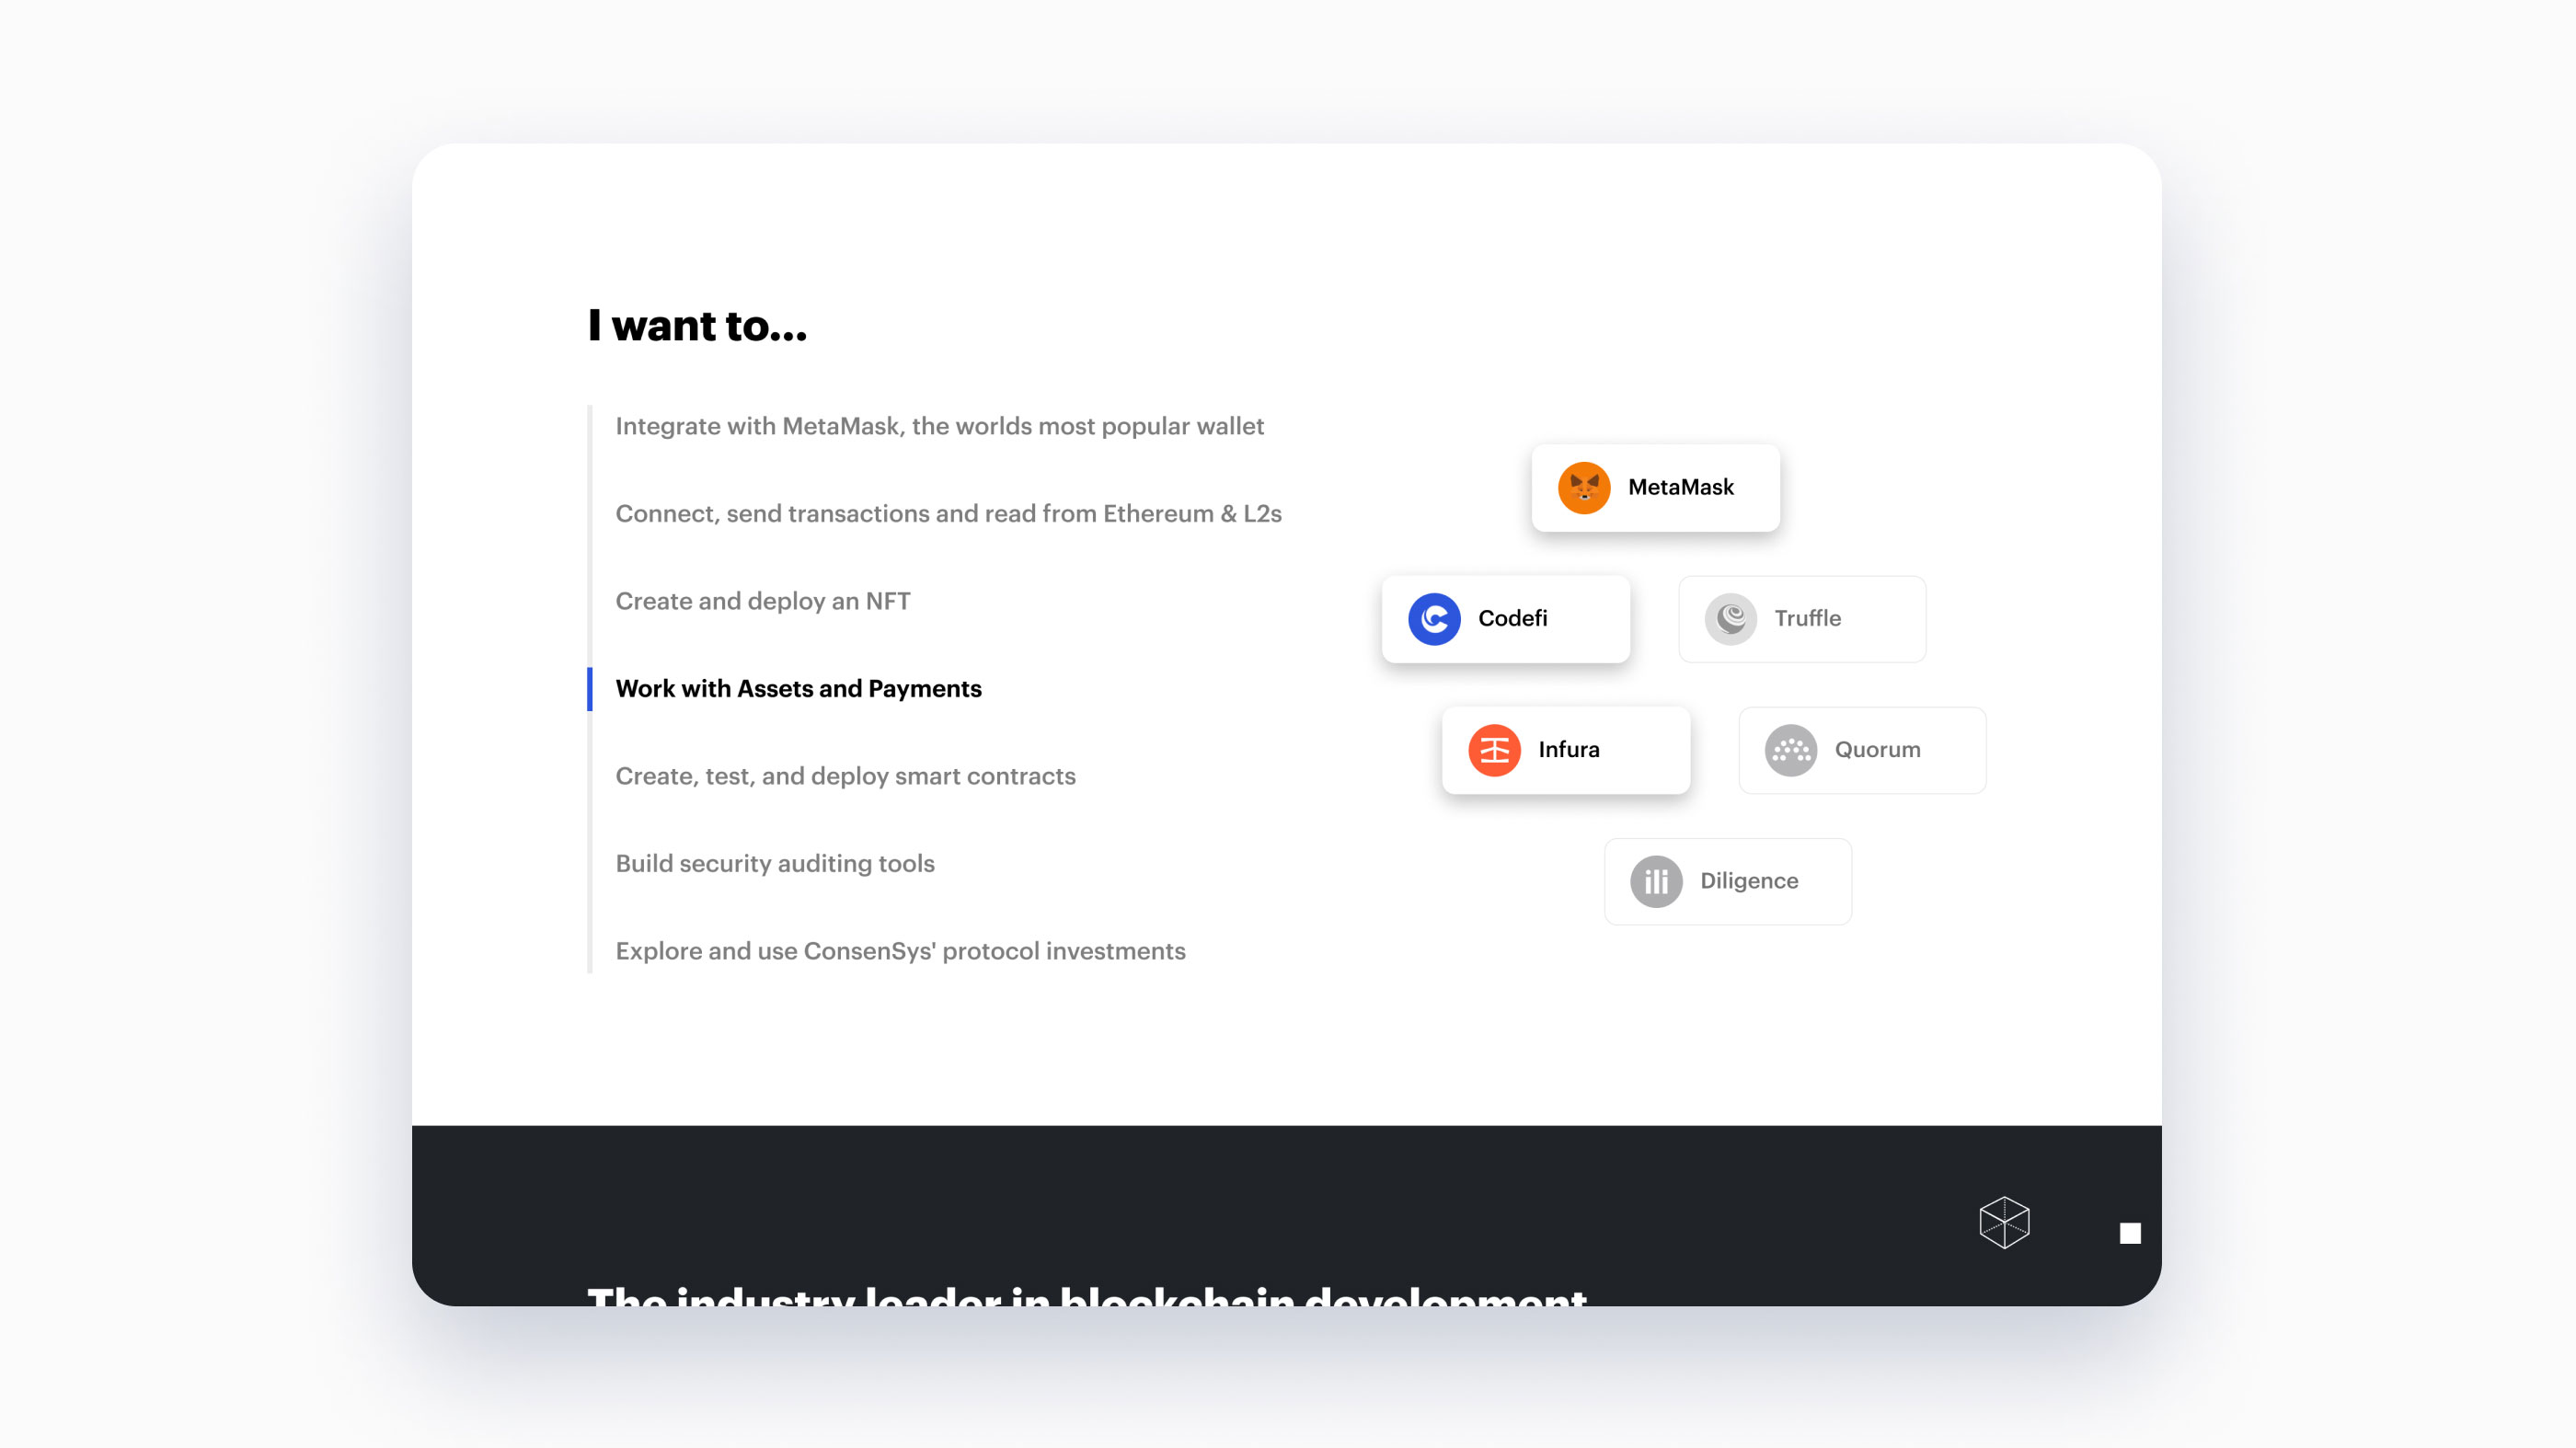 I want to...
Integrate with MetaMask, the worlds most popular wallet
Connect, send transactions and read from Ethereum & L2s
Create and deploy an NFT
Work with Assets and Payments
Create, test, and deploy smart contracts
Build security auditing tools
Explore and use ConsenSys' protocol investments
MetaMask
Codefi
Truffle
Infura
Quorum
Diligence
The industry leader in blockchain development